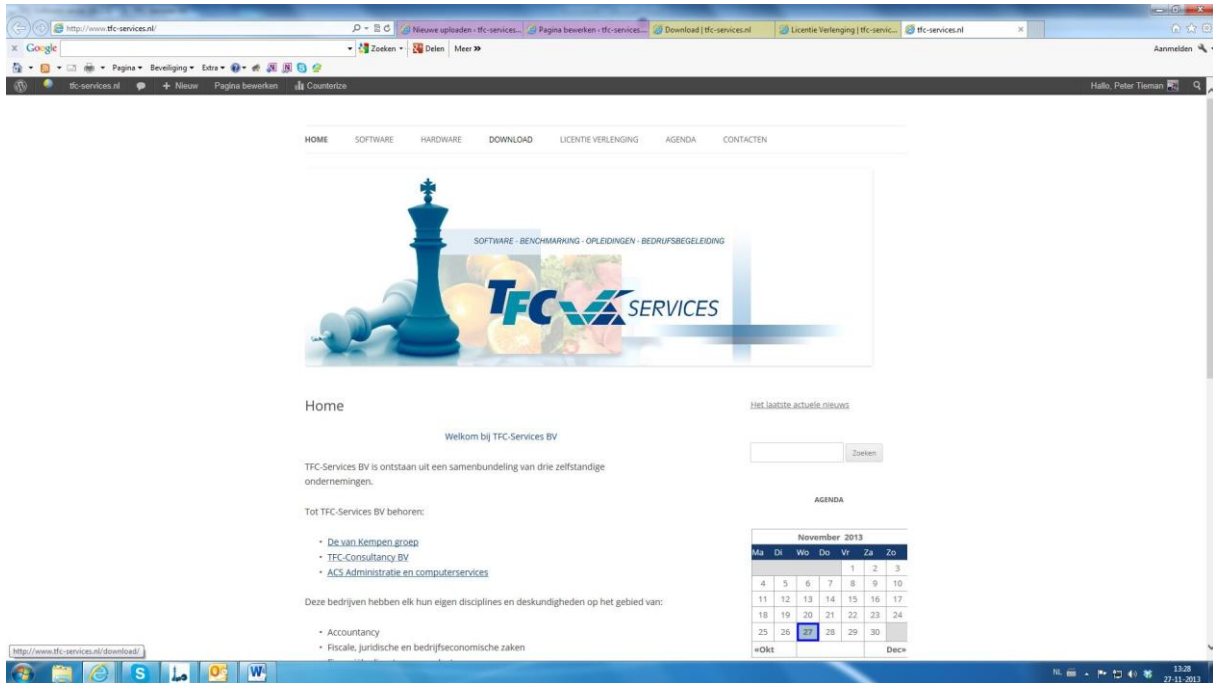 http://www.tfc-services.nl/
Nieuwe uploaden - tfc-services...
Pagina bewerken - tfc-services...
Download | tfc-services.nl
Licentie Verlenging | tfc-servic...
tfc-services.nl
Google
Zoeken
Delen
Meer »
Aanmelden
Pagina Beveiliging Extra
tfc-services.nl + Nieuw Pagina bewerken Counterize
Hallo, Peter Tieman
HOME SOFTWARE HARDWARE DOWNLOAD LICENTIE VERLENGING AGENDA CONTACTEN
SOFTWARE - BENCHMARKING - OPLEIDINGEN - BEDRIJFSBEGELEIDING
TFC SERVICES
Home
Het laatste actuele nieuws
Welkom bij TFC-Services BV
Zoeken
TFC-Services BV is ontstaan uit een samenbundeling van drie zelfstandige
ondernemingen.
AGENDA
Tot TFC-Services BV behoren:
• De van Kempen groep
• TFC-Consultancy BV
• ACS Administratie en computerservices
Deze bedrijven hebben elk hun eigen disciplines en deskundigheden op het gebied van:
• Accountancy
• Fiscale, juridische en bedrijfseconomische zaken
November 2013
Ma Di Wo Do Vr Za Zo
1 2 3
4 5 6 7 8 9 10
11 12 13 14 15 16 17
18 19 20 21 22 23 24
25 26 27 28 29 30
«Okt Dec»
http://www.tfc-services.nl/download/
NL
13:28
27-11-2013